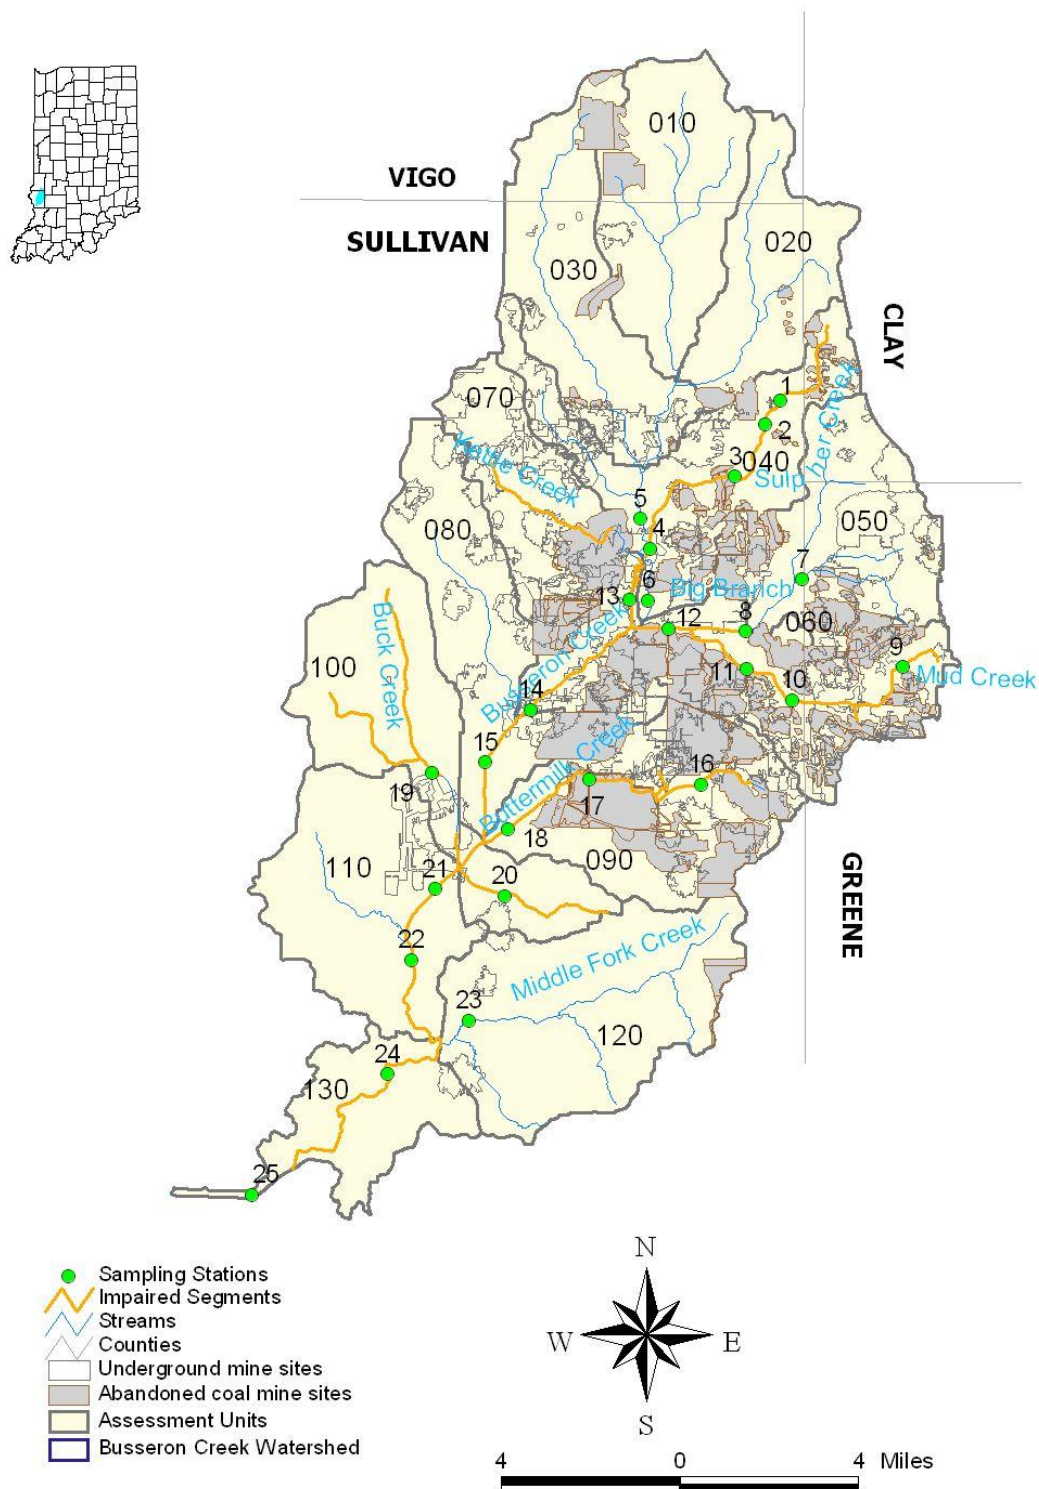 010
VIGO
SULLIVAN
020
030
CLAY
1
070
2
Kettle Creek
3
040
Sulpher Creek
5
050
080
4
7
6
Big Branch
13
8
060
12
Buck Creek
Busseron Creek
9
100
11
10
Mud Creek
14
15
16
Buttermilk Creek
19
17
18
110
090
21
20
GREENE
22
Middle Fork Creek
23
120
24
130
25
N
Sampling Stations
Impaired Segments
Streams
W
E
Counties
Underground mine sites
Abandoned coal mine sites
S
Assessment Units
Busseron Creek Watershed
4 0 4 Miles